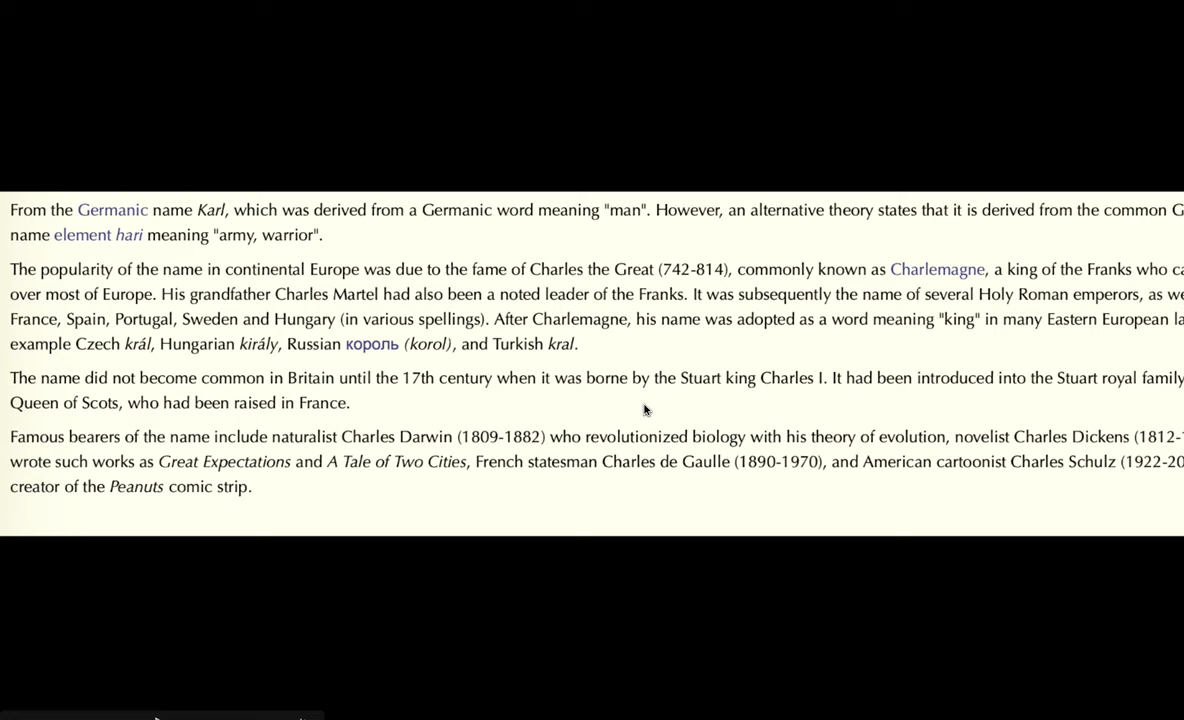 From the Germanic name Karl, which was derived from a Germanic word meaning "man". However, an alternative theory states that it is derived from the common G
name element hari meaning "army, warrior".
The popularity of the name in continental Europe was due to the fame of Charles the Great (742-814), commonly known as Charlemagne, a king of the Franks who ca
over most of Europe. His grandfather Charles Martel had also been a noted leader of the Franks. It was subsequently the name of several Holy Roman emperors, as we
France, Spain, Portugal, Sweden and Hungary (in various spellings). After Charlemagne, his name was adopted as a word meaning "king" in many Eastern European la
example Czech král, Hungarian király, Russian король (korol), and Turkish kral.
The name did not become common in Britain until the 17th century when it was borne by the Stuart king Charles I. It had been introduced into the Stuart royal family
Queen of Scots, who had been raised in France.
Famous bearers of the name include naturalist Charles Darwin (1809-1882) who revolutionized biology with his theory of evolution, novelist Charles Dickens (1812-
wrote such works as Great Expectations and A Tale of Two Cities, French statesman Charles de Gaulle (1890-1970), and American cartoonist Charles Schulz (1922-20
creator of the Peanuts comic strip.